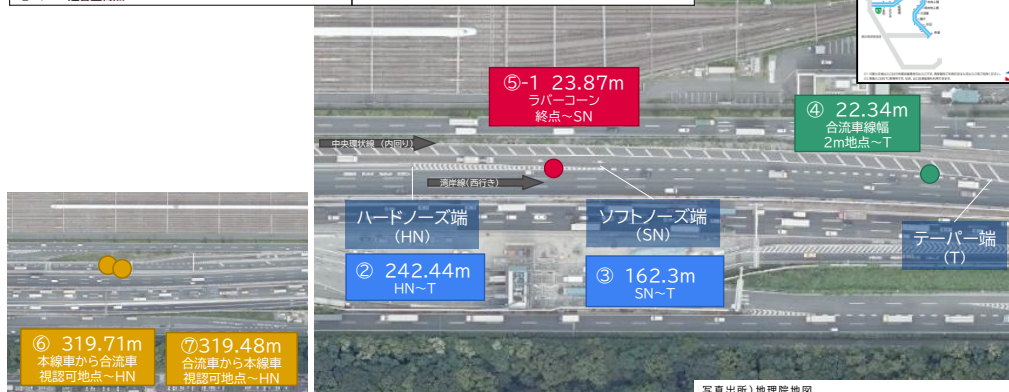 ⑤-1 23.87m
ラバーコーン
終点~SN
④ 22.34m
合流車線幅
2m地点~T
中央環状線 (内回り)
湾岸線(西行き)
ハードノーズ端
(HN)
ソフトノーズ端
(SN)
テーパー端
(T)
② 242.44m
HN~T
③ 162.3m
SN~T
⑥ 319.71m
本線車から合流車
視認可地点~HN
⑦319.48m
合流車から本線車
視認可地点~HN
写真出所)地理院地図